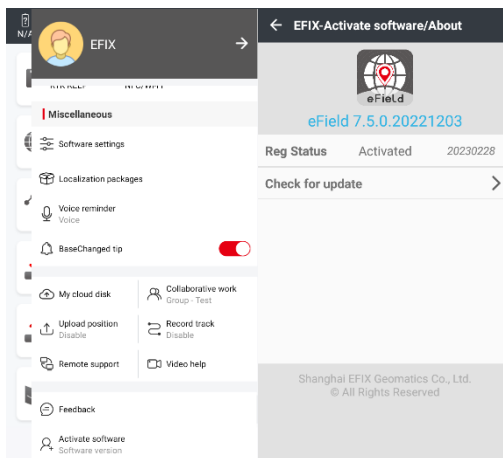 N/A
EFIX
Miscellaneous
Software settings
Localization packages
Voice reminder
Voice
BaseChanged tip
My cloud disk
Collaborative work
Group - Test
Upload position
Disable
Record track
Disable
Remote support
Video help
Feedback
Activate software
Software version
EFIX-Activate software/About
eField
eField 7.5.0.20221203
Reg Status Activated 20230228
Check for update
Shanghai EFIX Geomatics Co., Ltd.
© All Rights Reserved